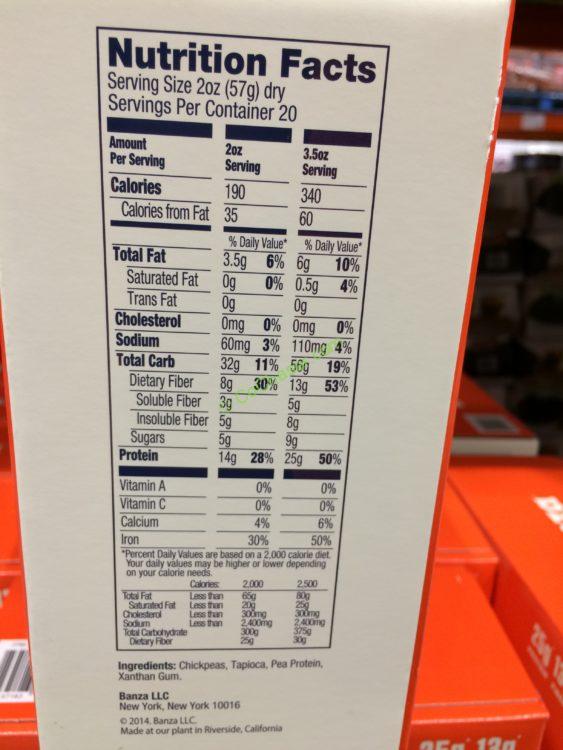 Nutrition Facts
Serving Size 2oz (57g) dry
Servings Per Container 20
Amount Per Serving 2oz Serving 3.5oz Serving
Calories 190 340
Calories from Fat 35 60
% Daily Value* % Daily Value*
Total Fat 3.5g 6% 6g 10%
Saturated Fat 0g 0% 0.5g 4%
Trans Fat 0g 0g
Cholesterol 0mg 0% 0mg 0%
Sodium 60mg 3% 110mg 4%
Total Carb 32g 11% 56g 19%
Dietary Fiber 8g 30% 13g 53%
Soluble Fiber 3g 5g
Insoluble Fiber 5g 8g
Sugars 5g 9g
Protein 14g 28% 25g 50%
Vitamin A 0% 0%
Vitamin C 0% 0%
Calcium 4% 6%
Iron 30% 50%
*Percent Daily Values are based on a 2,000 calorie diet.
Your daily values may be higher or lower depending
on your calorie needs.
Calories: 2,000 2,500
Total Fat Less than 65g 80g
Saturated Fat Less than 20g 25g
Cholesterol Less than 300mg 300mg
Sodium Less than 2,400mg 2,400mg
Total Carbohydrate 300g 375g
Dietary Fiber 25g 30g
Ingredients: Chickpeas, Tapioca, Pea Protein,
Xanthan Gum.
Banza LLC
New York, New York 10016
© 2014, Banza LLC.
Made at our plant in Riverside, California
25g 13g